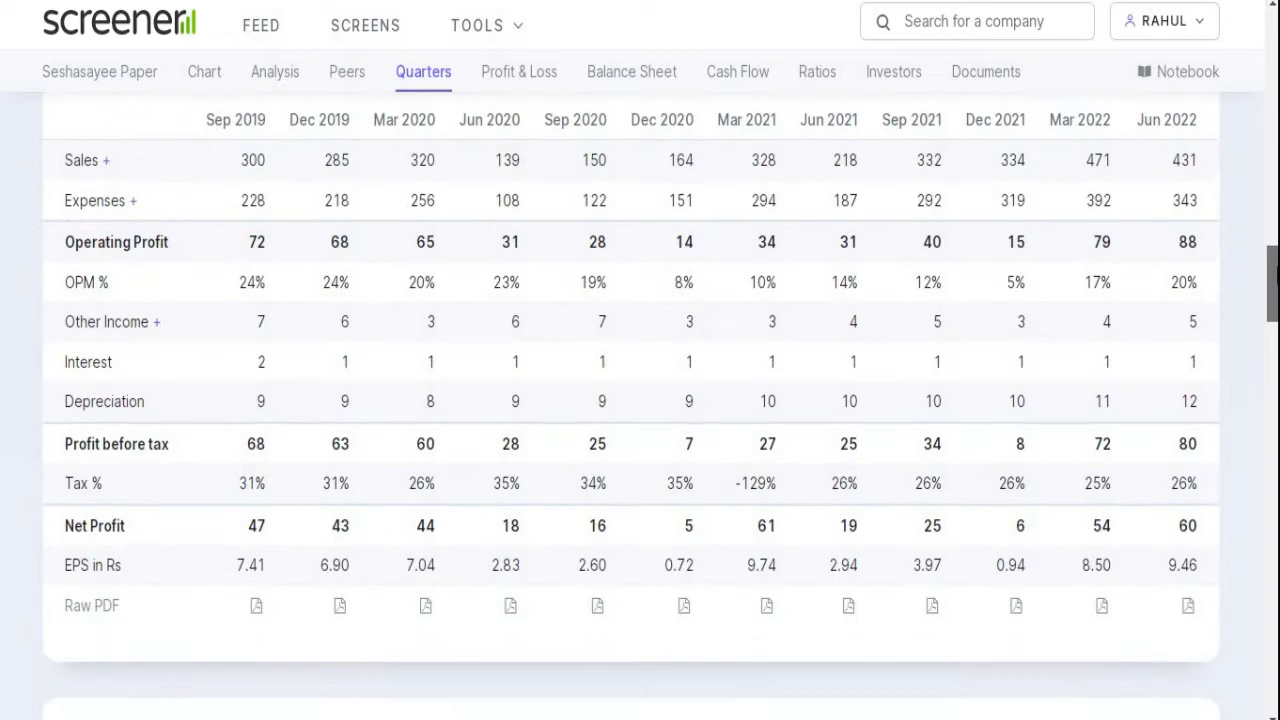 screener FEED SCREENS TOOLS Search for a company RAHUL
Seshasayee Paper Chart Analysis Peers Quarters Profit & Loss Balance Sheet Cash Flow Ratios Investors Documents Notebook
Sep 2019 Dec 2019 Mar 2020 Jun 2020 Sep 2020 Dec 2020 Mar 2021 Jun 2021 Sep 2021 Dec 2021 Mar 2022 Jun 2022
Sales + 300 285 320 139 150 164 328 218 332 334 471 431
Expenses + 228 218 256 108 122 151 294 187 292 319 392 343
Operating Profit 72 68 65 31 28 14 34 31 40 15 79 88
OPM % 24% 24% 20% 23% 19% 8% 10% 14% 12% 5% 17% 20%
Other Income + 7 6 3 6 7 3 3 4 5 3 4 5
Interest 2 1 1 1 1 1 1 1 1 1 1 1
Depreciation 9 9 8 9 9 9 10 10 10 10 11 12
Profit before tax 68 63 60 28 25 7 27 25 34 8 72 80
Tax % 31% 31% 26% 35% 34% 35% -129% 26% 26% 26% 25% 26%
Net Profit 47 43 44 18 16 5 61 19 25 6 54 60
EPS in Rs 7.41 6.90 7.04 2.83 2.60 0.72 9.74 2.94 3.97 0.94 8.50 9.46
Raw PDF